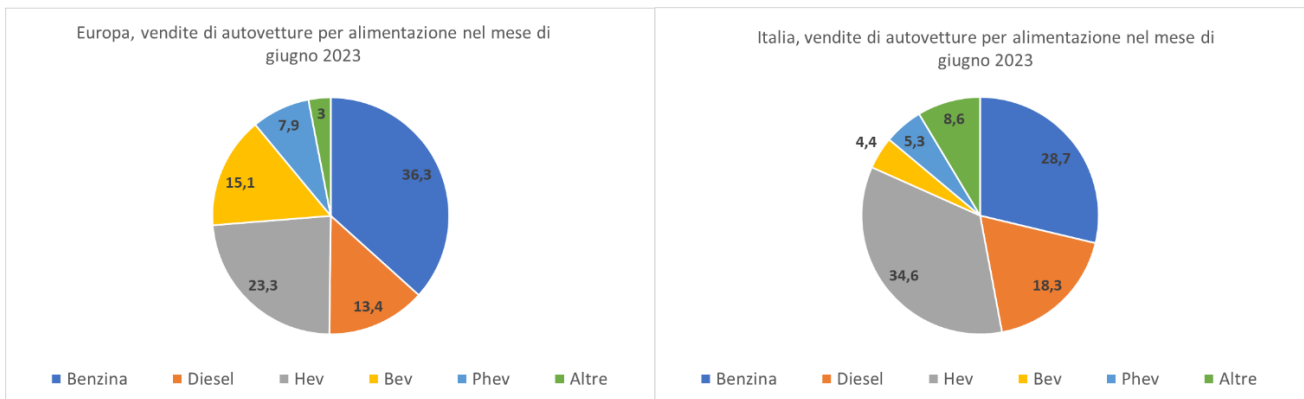 Europa, vendite di autovetture per alimentazione nel mese di
giugno 2023
3
7,9
15,1
36,3
23,3
13,4
Benzina Diesel Hev Bev Phev Altre
Italia, vendite di autovetture per alimentazione nel mese di
giugno 2023
8,6
5,3
4,4
28,7
34,6
18,3
Benzina Diesel Hev Bev Phev Altre